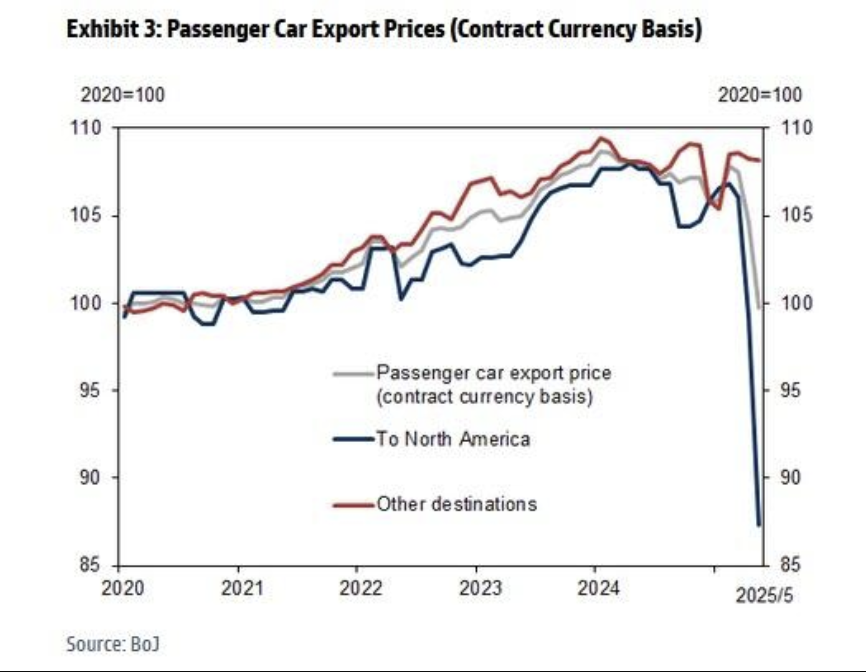 Exhibit 3: Passenger Car Export Prices (Contract Currency Basis)
2020=100 2020=100
110 110
105 105
100 100
95 95
90 90
85 85
Passenger car export price
(contract currency basis)
To North America
Other destinations
2020 2021 2022 2023 2024 2025/5
Source: BoJ